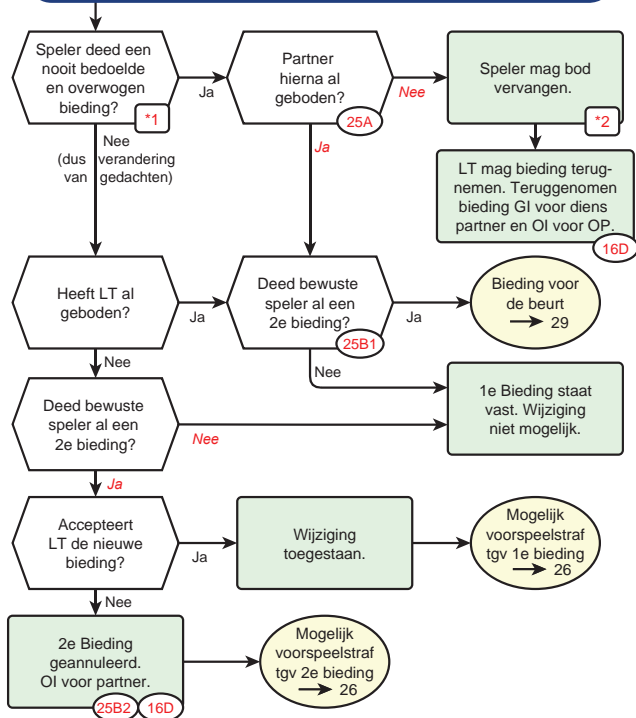 Speler deed een
nooit bedoelde
en overwogen
bieding?
*1
Ja
Partner
hierna al
geboden?
25A
Nee
Speler mag bod
vervangen.
*2
Nee
(dus verandering
van gedachten)
Ja
LT mag bieding terug-
nemen. Teruggenomen
bieding GI voor diens
partner en OI voor OP.
16D
Heeft LT al
geboden?
Ja
Deed bewuste
speler al een
2e bieding?
25B1
Ja
Bieding voor
de beurt
→ 29
Nee
Nee
Deed bewuste
speler al een
2e bieding?
Nee
1e Bieding staat
vast. Wijziging
niet mogelijk.
Ja
Accepteert
LT de nieuwe
bieding?
Ja
Wijziging
toegestaan.
Mogelijk
voorspeelstraf
tgv 1e bieding
→ 26
Nee
2e Bieding
geannuleerd.
OI voor partner.
25B2
16D
Mogelijk
voorspeelstraf
tgv 2e bieding
→ 26